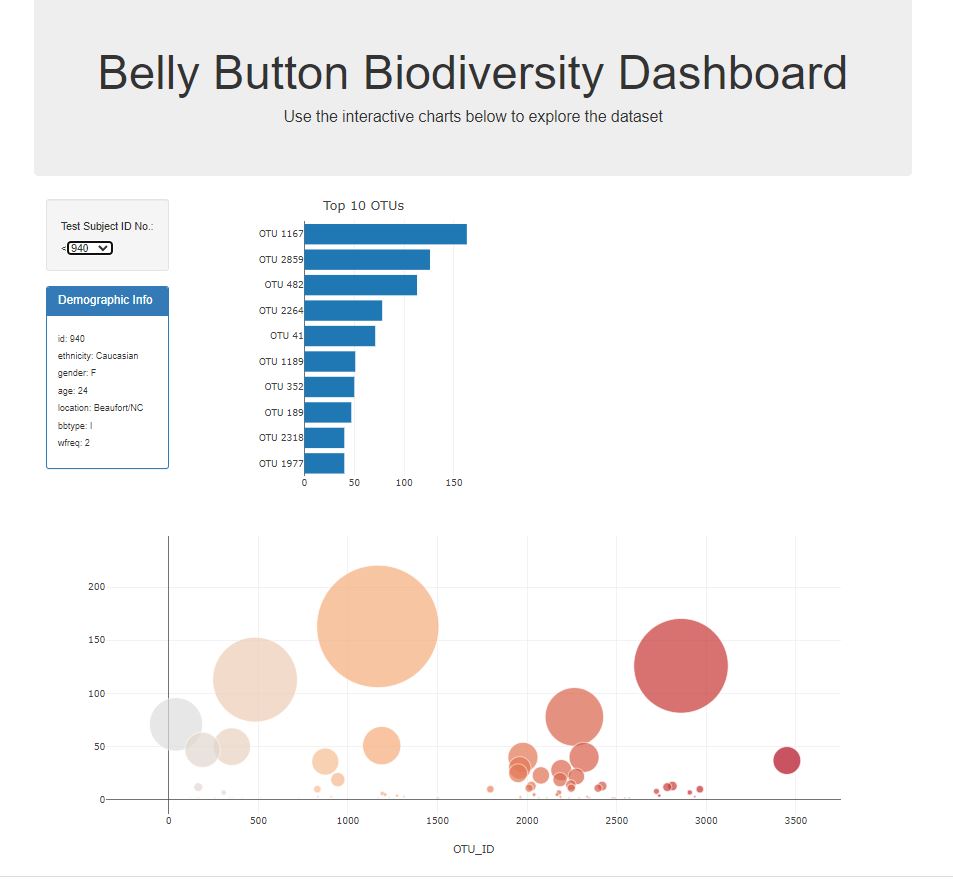 Belly Button Biodiversity Dashboard
Use the interactive charts below to explore the dataset
Test Subject ID No.:
<940
Demographic Info
id: 940
ethnicity: Caucasian
gender: F
age: 24
location: Beaufort/NC
bbtype: I
wfreq: 2
Top 10 OTUs
OTU 1167
OTU 2859
OTU 482
OTU 2264
OTU 41
OTU 1189
OTU 352
OTU 189
OTU 2318
OTU 1977
0 50 100 150
200
150
100
50
0
0 500 1000 1500 2000 2500 3000 3500
OTU_ID